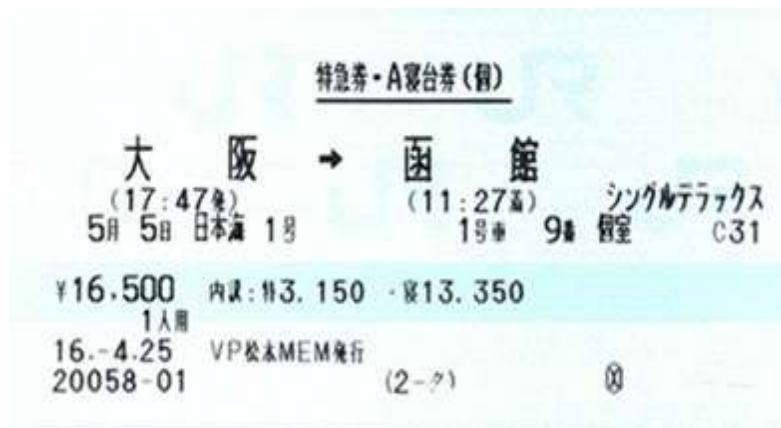 特急券・A寝台券(個)
大阪 → 函館
(17:47発) (11:27着) シングルデラックス
5月 5日 日本海 1号 1号車 9番 個室 C31
¥16,500 内訳:特3.150 ・寝13.350
1人用
16.-4.25 VP松本MEM発行
20058-01 (2-タ)